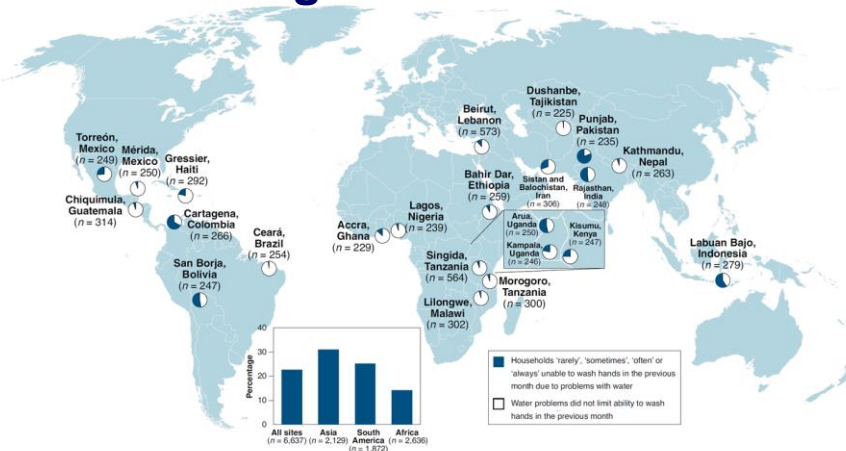 Torreón,
Mexico
(n = 249)
Mérida,
Mexico
(n = 250)
Gressier,
Haiti
(n = 292)
Chiquimula,
Guatemala
(n = 314)
Cartagena,
Colombia
(n = 266)
Ceará,
Brazil
(n = 254)
San Borja,
Bolivia
(n = 247)
Accra,
Ghana
(n = 229)
Lagos,
Nigeria
(n = 239)
Beirut,
Lebanon
(n = 573)
Bahir Dar,
Ethiopia
(n = 259)
Dushanbe,
Tajikistan
(n = 225)
Punjab,
Pakistan
(n = 235)
Kathmandu,
Nepal
(n = 263)
Sistan and
Balochistan,
Iran
(n = 306)
Rajasthan,
India
(n = 248)
Arua,
Uganda
(n = 250)
Kisumu,
Kenya
(n = 247)
Kampala,
Uganda
(n = 246)
Singida,
Tanzania
(n = 564)
Morogoro,
Tanzania
(n = 300)
Lilongwe,
Malawi
(n = 302)
Labuan Bajo,
Indonesia
(n = 279)
Percentage
40
30
20
10
0
All sites
(n = 6,637)
Asia
(n = 2,129)
South
America
(n = 1,872)
Africa
(n = 2,636)
Households 'rarely', 'sometimes', 'often' or
'always' unable to wash hands in the previous
month due to problems with water
Water problems did not limit ability to wash
hands in the previous month